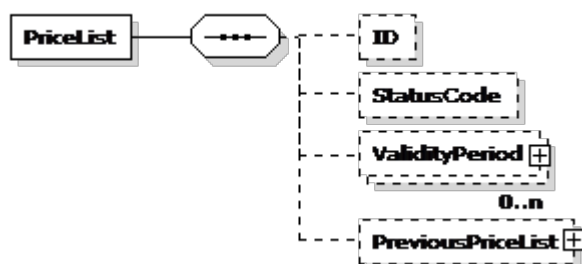 PriceList
ID
StatusCode
ValidityPeriod
0..n
PreviousPriceList